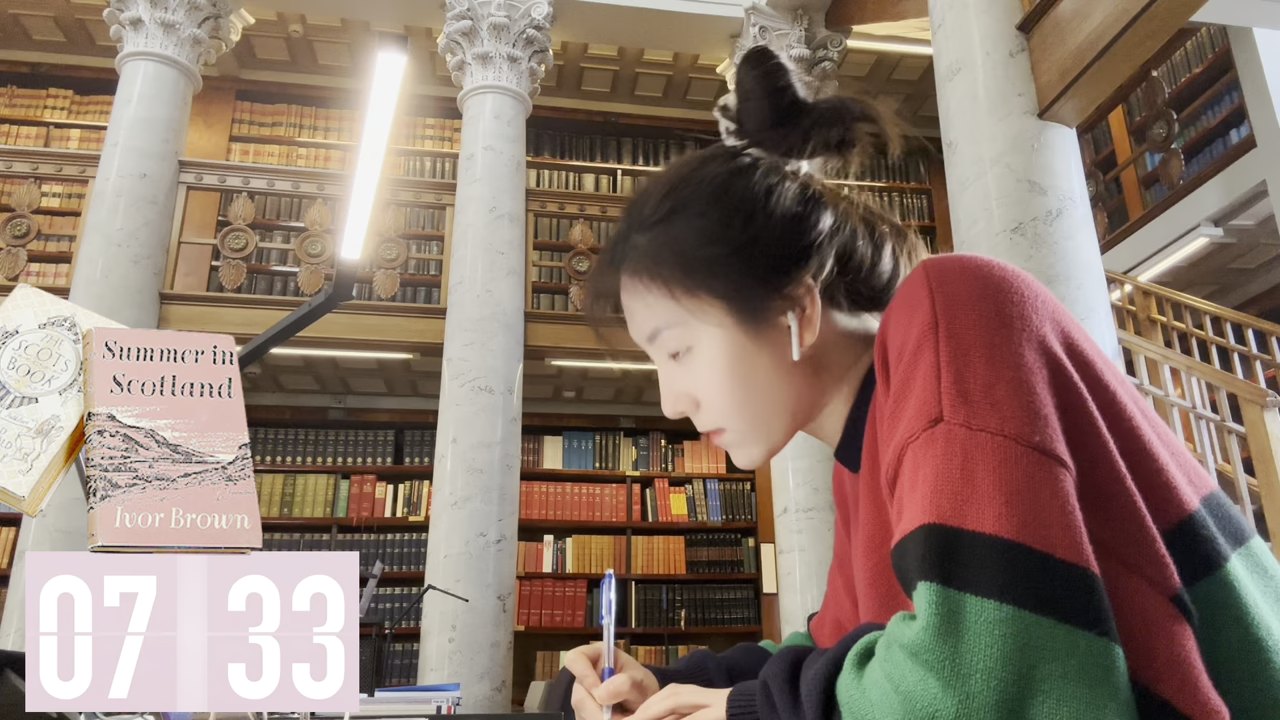 THE
SCOTS
BOOK
Summer in
Scotland
Ivor Brown
07 33